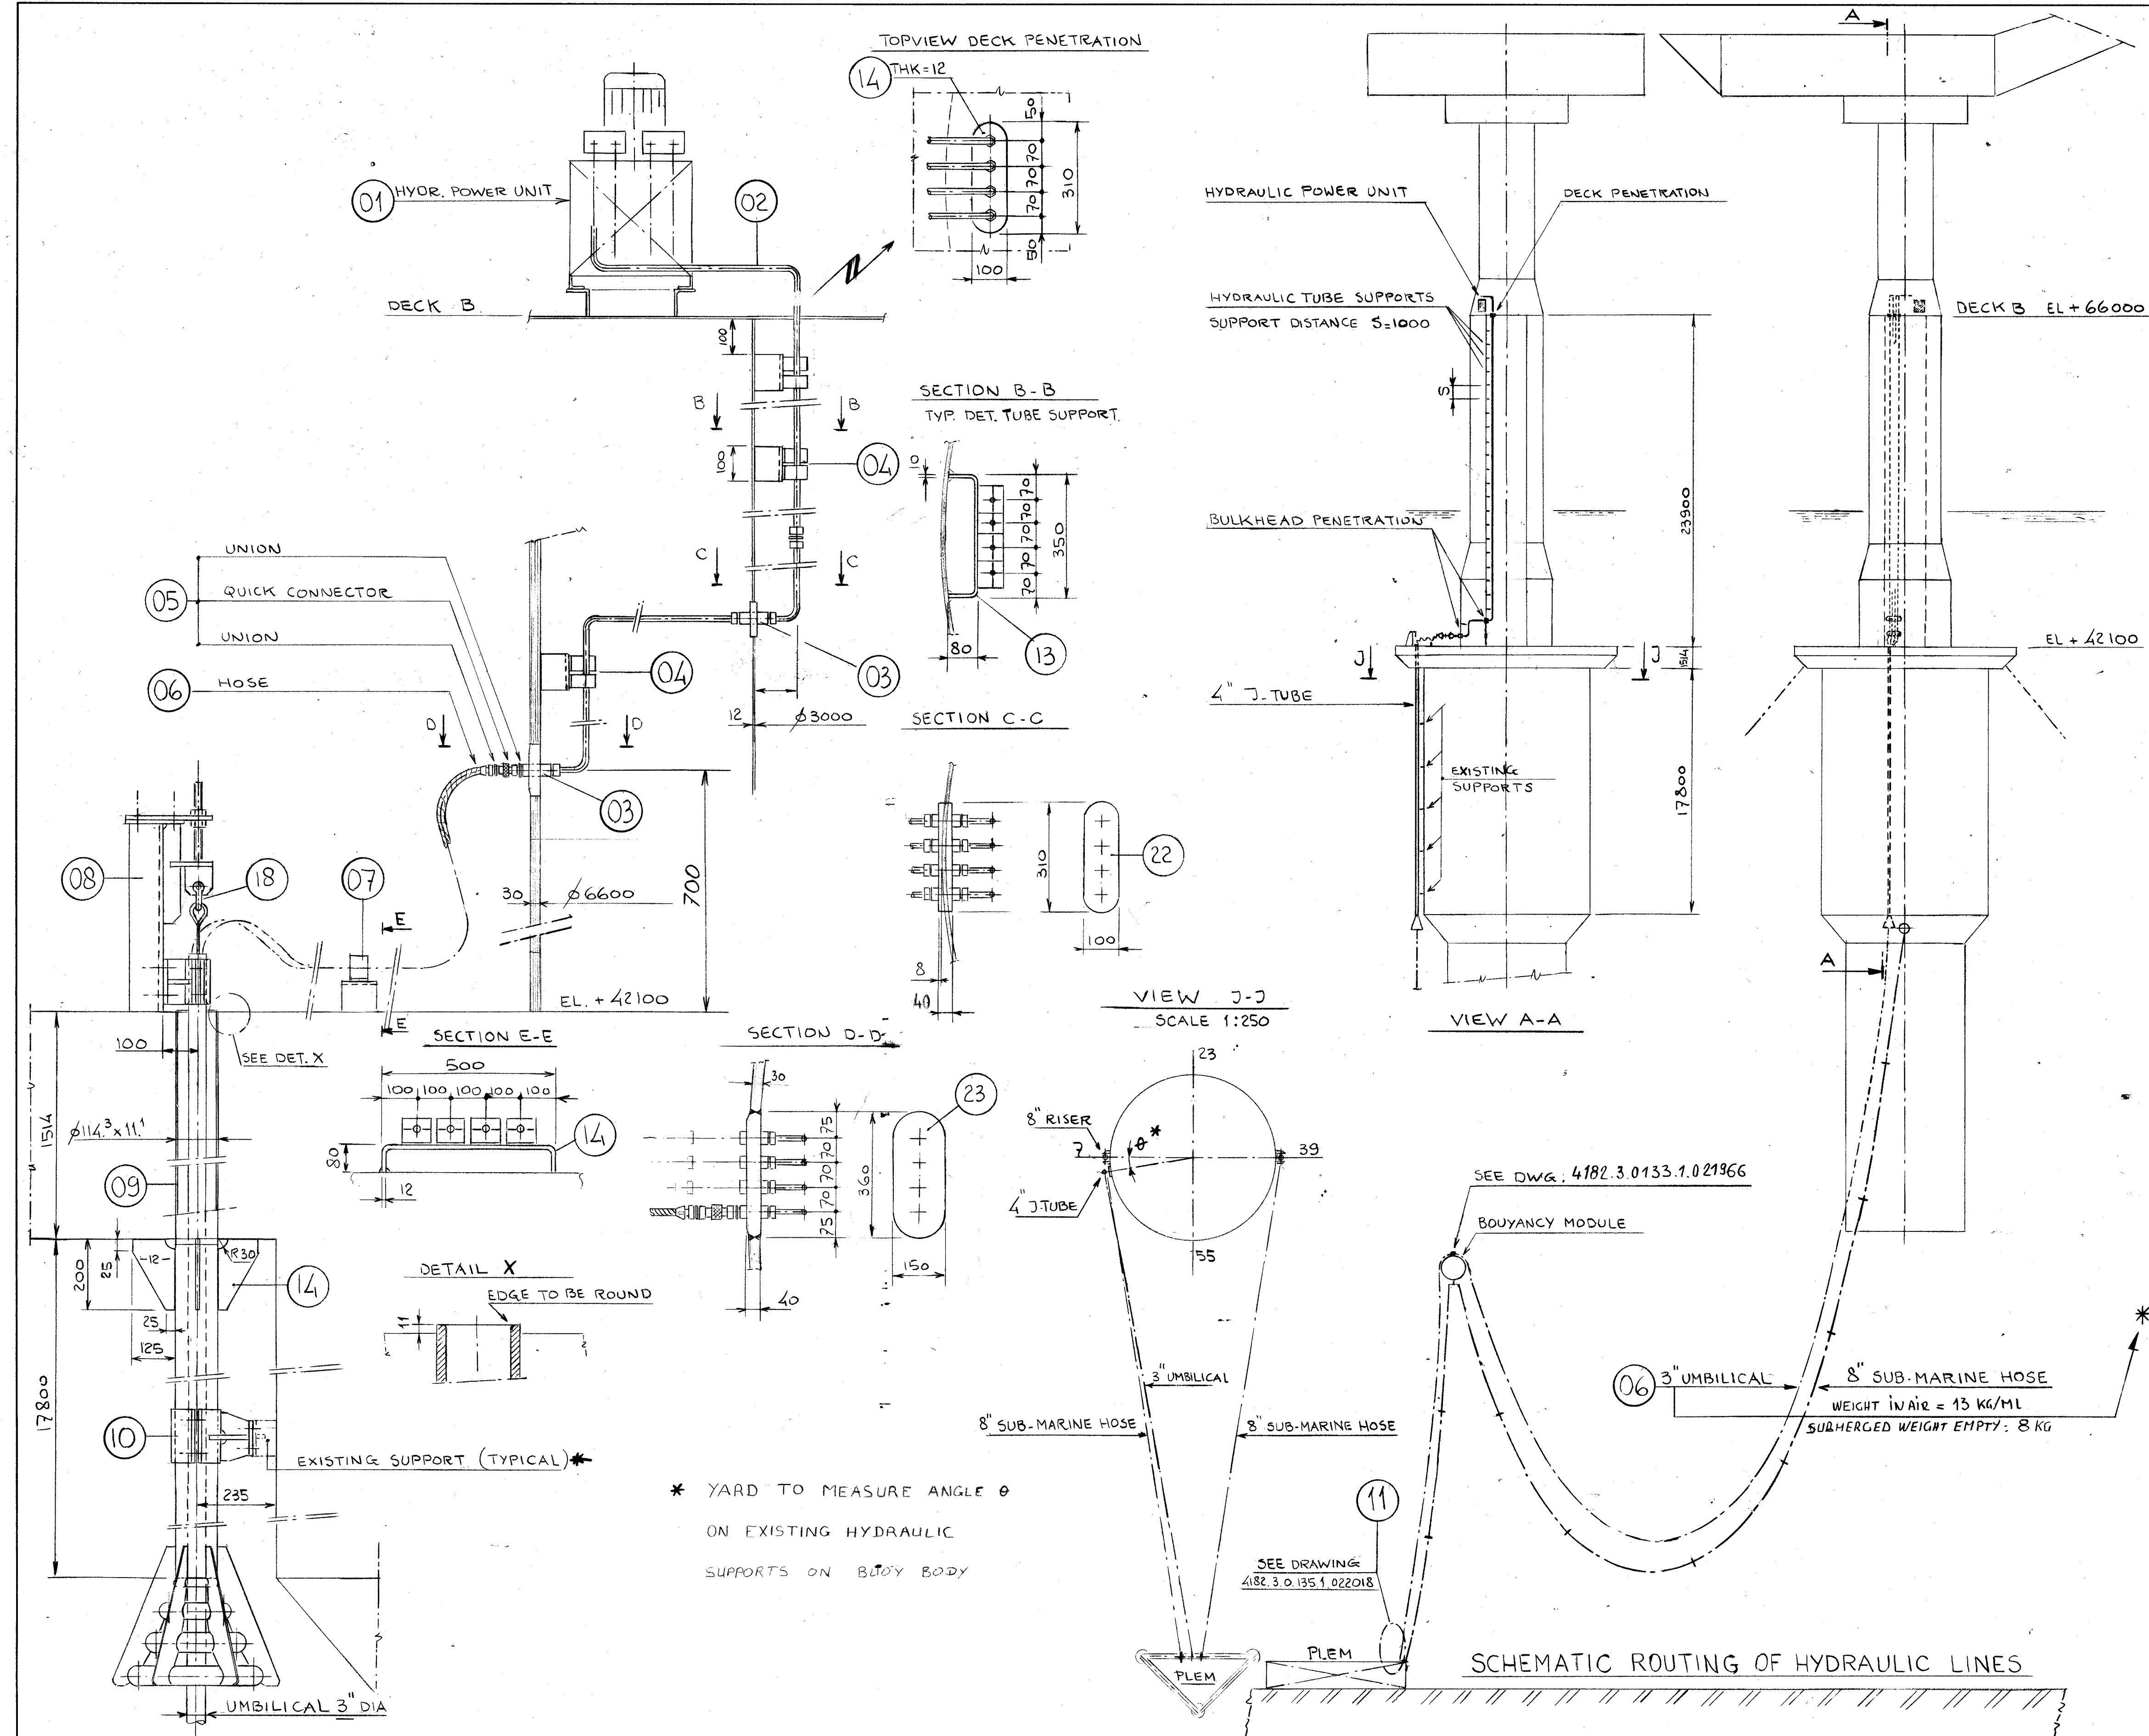 TOPVIEW DECK PENETRATION
14
THK=12
50
70
70
70
50
310
100
01
HYDR. POWER UNIT
02
DECK B.
100
B
B
100
04
C
C
SECTION B-B
TYP. DET. TUBE SUPPORT.
10
70
70
70
70
70
350
80
13
UNION
05
QUICK CONNECTOR
UNION
06
HOSE
04
03
12
ϕ3000
SECTION C-C
D
D
03
08
18
07
30
ϕ6600
700
310
22
100
8
40
E
EL. + 42100
E
SECTION E-E
SECTION D-D
100
SEE DET. X
500
100 100 100 100 100
14
80
12
1514
ϕ114.³x11.¹
09
30
75
70
70
70
75
360
23
150
40
200
25
-12-
R30
14
25
125
DETAIL X
EDGE TO BE ROUND
11
17800
10
EXISTING SUPPORT (TYPICAL)*
235
UMBILICAL 3" DIA
* YARD TO MEASURE ANGLE θ
ON EXISTING HYDRAULIC
SUPPORTS ON BUOY BODY
VIEW J-J
SCALE 1:250
23
8" RISER
7
θ *
39
4" J.TUBE
55
3" UMBILICAL
8" SUB-MARINE HOSE
8" SUB-MARINE HOSE
PLEM
A
HYDRAULIC POWER UNIT
DECK PENETRATION
HYDRAULIC TUBE SUPPORTS
SUPPORT DISTANCE S=1000
DECK B EL + 66000
S
23900
BULKHEAD PENETRATION
EL + 42100
J
J
1514
4" J-TUBE
EXISTING
SUPPORTS
17800
A
VIEW A-A
SEE DWG: 4182.3.0133.1.021966
BOUYANCY MODULE
*
06
3" UMBILICAL
8" SUB-MARINE HOSE
WEIGHT iN AiR = 13 KG/ML
SUBMERGED WEIGHT EMPTY: 8 KG
11
SEE DRAWING
4182.3.0.135.1.022018
PLEM
SCHEMATIC ROUTING OF HYDRAULIC LINES